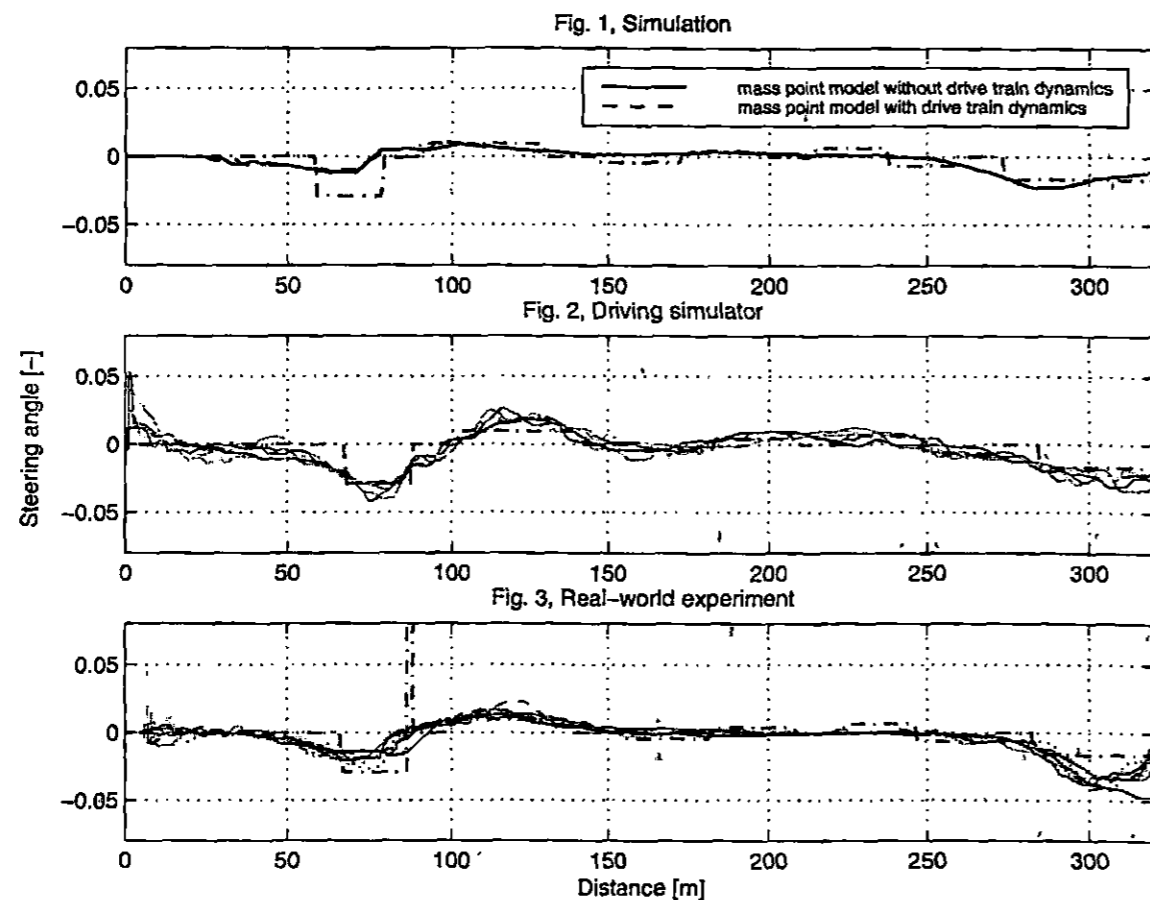 Fig. 1, Simulation
0.05
0
−0.05
mass point model without drive train dynamics
mass point model with drive train dynamics
0 50 100 150 200 250 300
Fig. 2, Driving simulator
0.05
0
−0.05
Steering angle [−]
0 50 100 150 200 250 300
Fig. 3, Real−world experiment
0.05
0
−0.05
0 50 100 150 200 250 300
Distance [m]